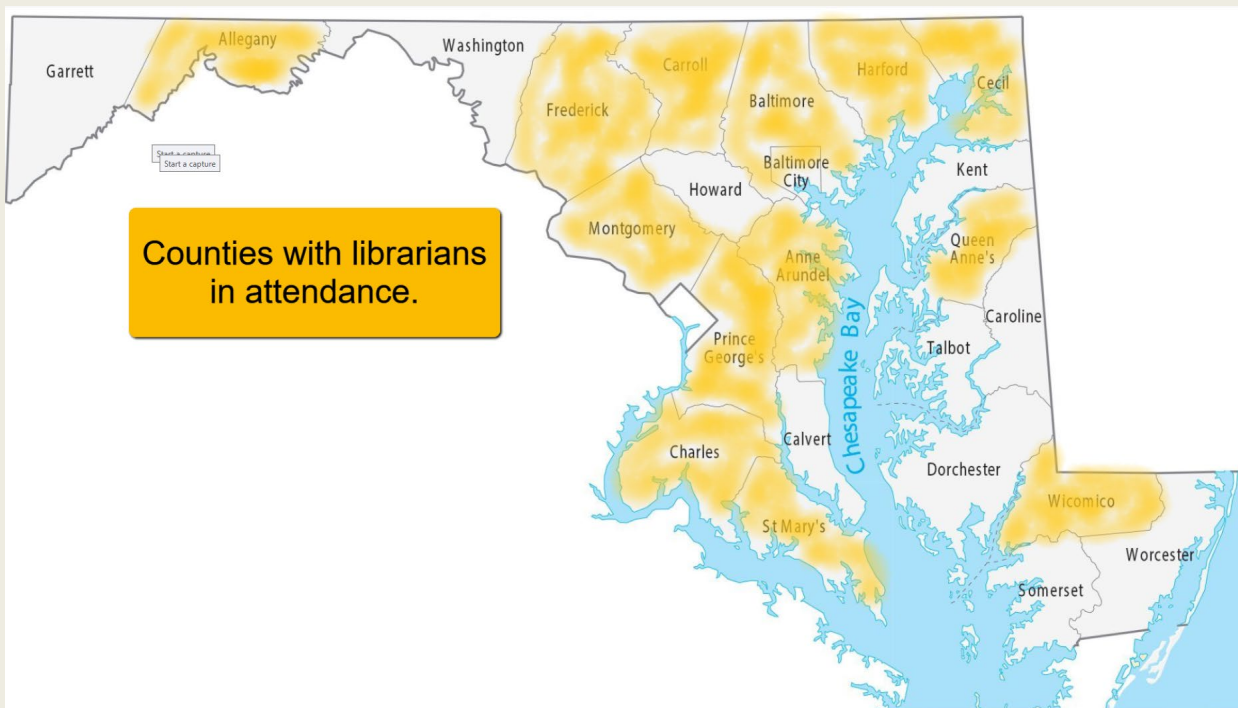 Garrett
Allegany
Washington
Frederick
Carroll
Baltimore
Harford
Cecil
Baltimore
City
Howard
Kent
Montgomery
Anne
Arundel
Queen
Anne's
Start a capture
Start a capture
Counties with librarians
in attendance.
Prince
George's
Chesapeake Bay
Caroline
Talbot
Charles
Calvert
Dorchester
St Mary's
Wicomico
Worcester
Somerset